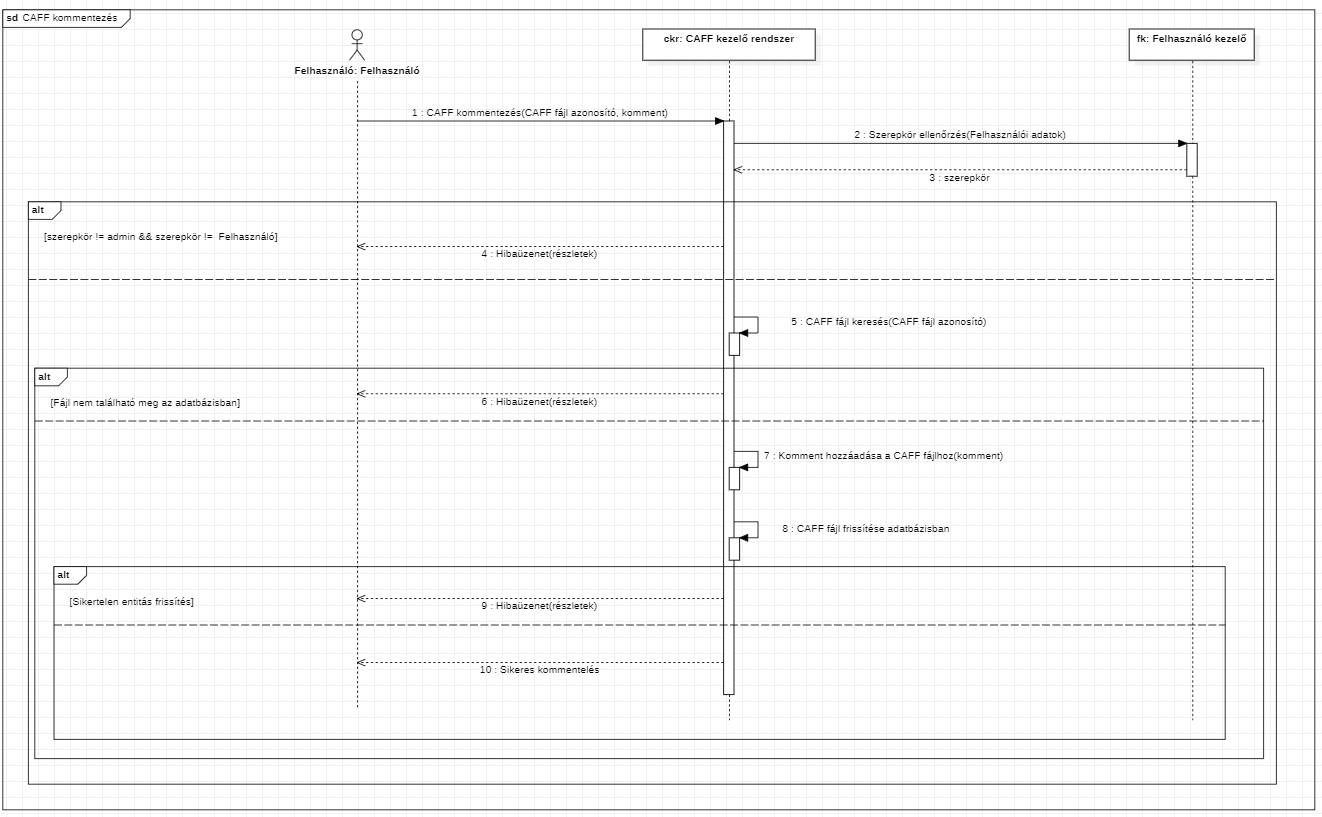 sd CAFF kommentezés
Felhasználó: Felhasználó
ckr: CAFF kezelő rendszer
fk: Felhasználó kezelő
1 : CAFF kommentezés(CAFF fájl azonosító, komment)
2 : Szerepkör ellenőrzés(Felhasználói adatok)
3 : szerepkör
alt
[szerepkör != admin && szerepkör != Felhasználó]
4 : Hibaüzenet(részletek)
5 : CAFF fájl keresés(CAFF fájl azonosító)
alt
[Fájl nem található meg az adatbázisban]
6 : Hibaüzenet(részletek)
7 : Komment hozzáadása a CAFF fájlhoz(komment)
8 : CAFF fájl frissítése adatbázisban
alt
[Sikertelen entitás frissítés]
9 : Hibaüzenet(részletek)
10 : Sikeres kommentelés